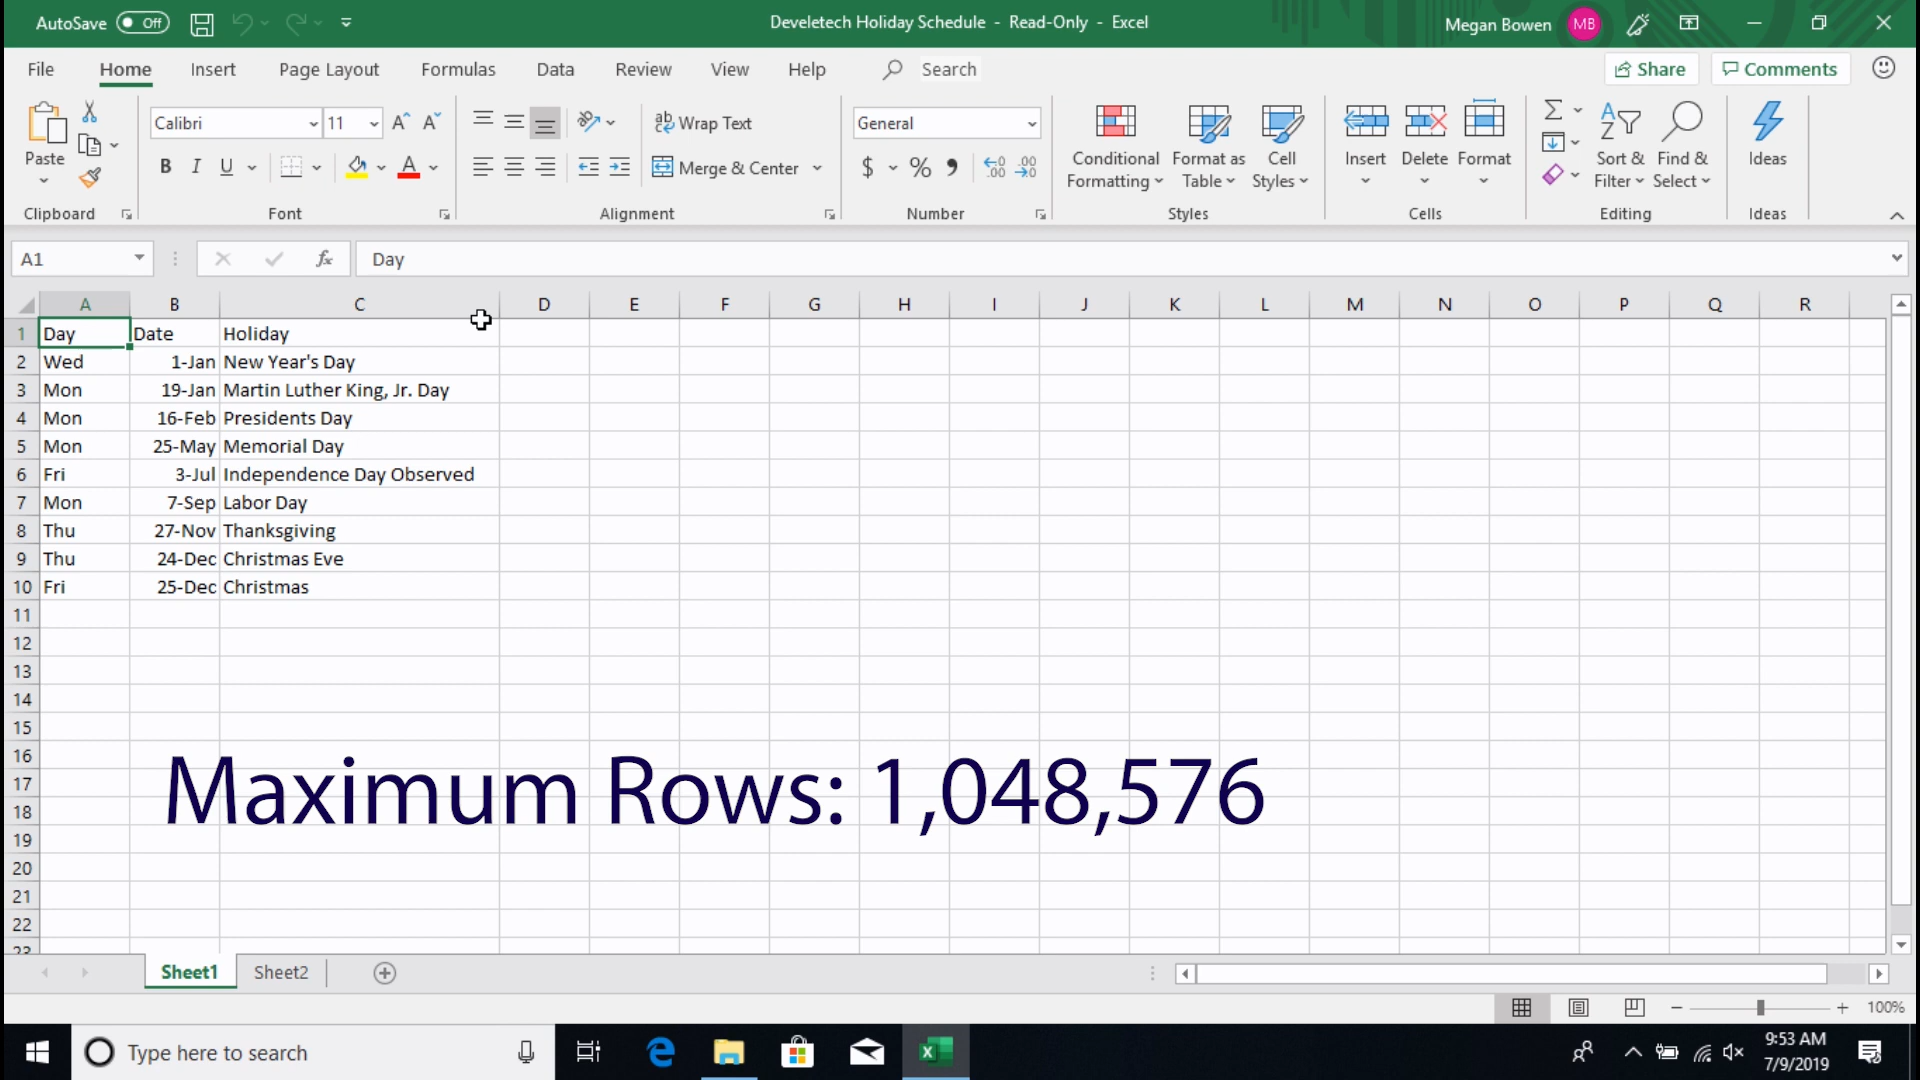 AutoSave Off
Develetech Holiday Schedule - Read-Only - Excel
Megan Bowen MB
File Home Insert Page Layout Formulas Data Review View Help Search
Share Comments
Calibri 11 A A
ab Wrap Text
General
Paste
B I U A
Merge & Center
$ % ,
Conditional Formatting
Format as Table
Cell Styles
Insert Delete Format
Sort & Filter
Find & Select
Ideas
Clipboard Font Alignment Number Styles Cells Editing Ideas
A1 fx Day
A B C D E F G H I J K L M N O P Q R
1 Day Date Holiday
2 Wed 1-Jan New Year's Day
3 Mon 19-Jan Martin Luther King, Jr. Day
4 Mon 16-Feb Presidents Day
5 Mon 25-May Memorial Day
6 Fri 3-Jul Independence Day Observed
7 Mon 7-Sep Labor Day
8 Thu 27-Nov Thanksgiving
9 Thu 24-Dec Christmas Eve
10 Fri 25-Dec Christmas
11
12
13
14
15
16
17
18
Maximum Rows: 1,048,576
19
20
21
22
23
Sheet1 Sheet2
100%
Type here to search
9:53 AM
7/9/2019